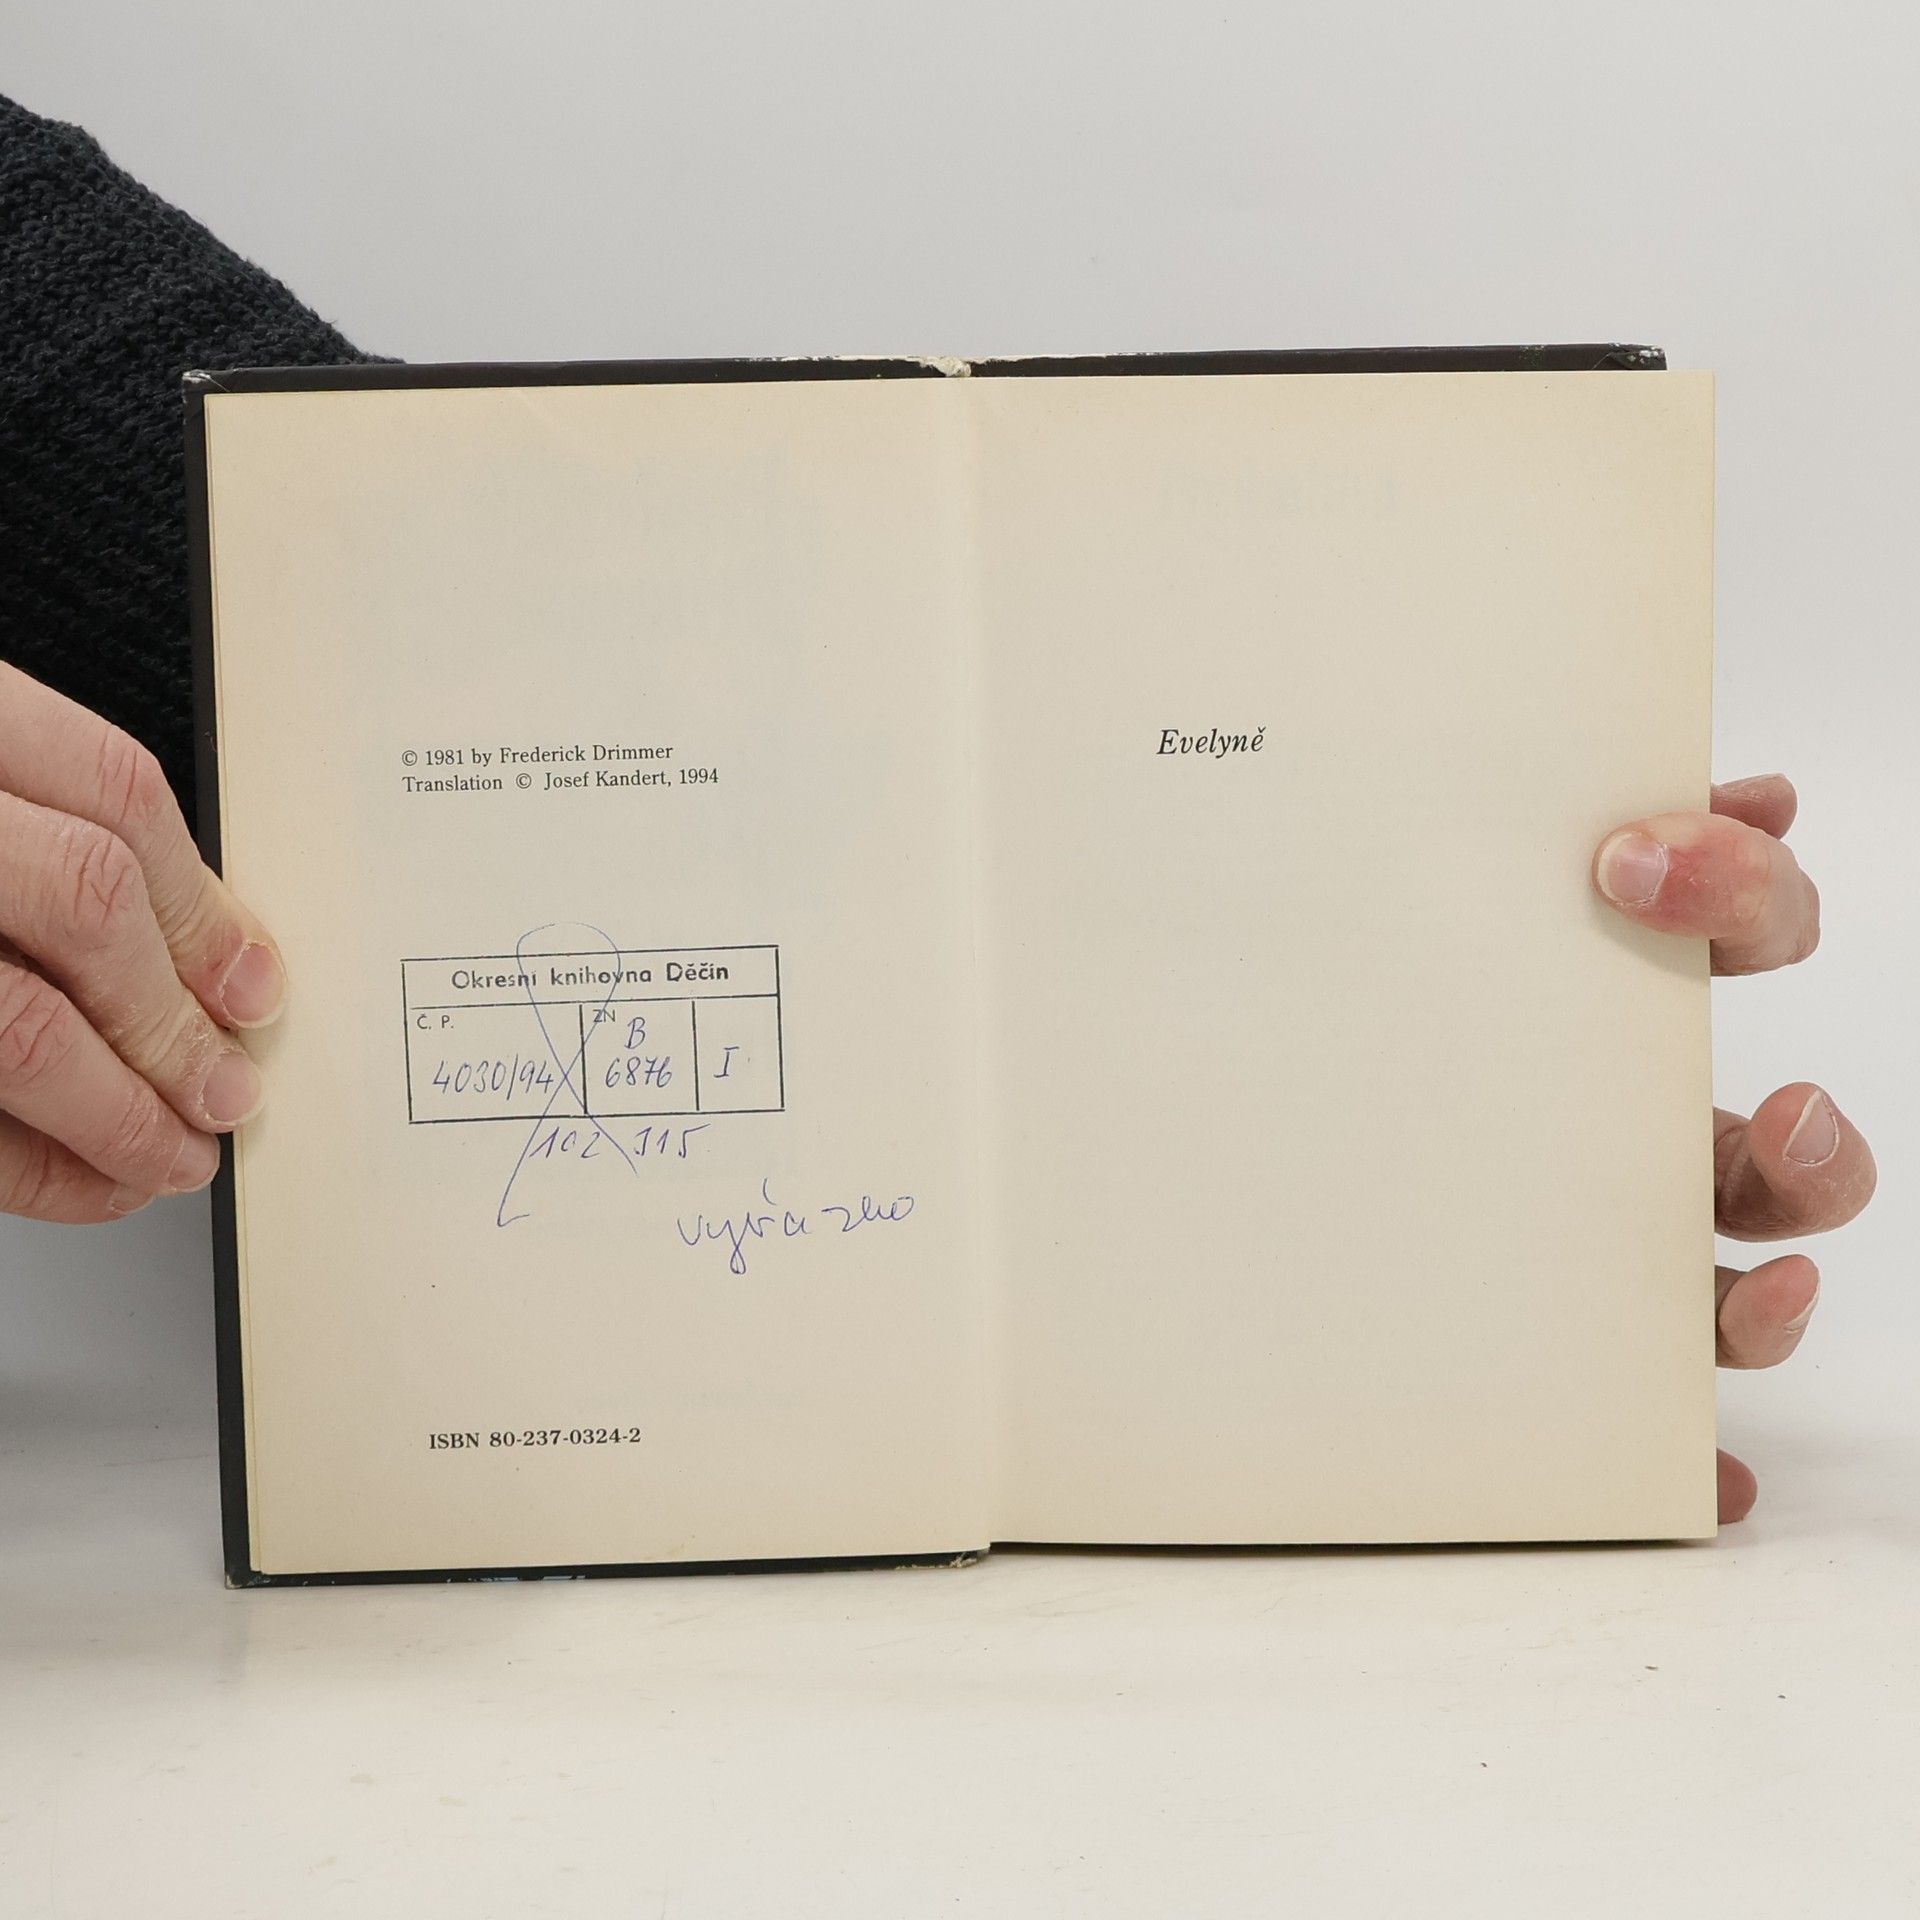 © 1981 by Frederick Drimmer
Translation © Josef Kandert, 1994
Okresní knihovna Děčín
Č. P.
ZN
4030/94
B
6876
I
102 315
vyřazeno
ISBN 80-237-0324-2
Evelyně